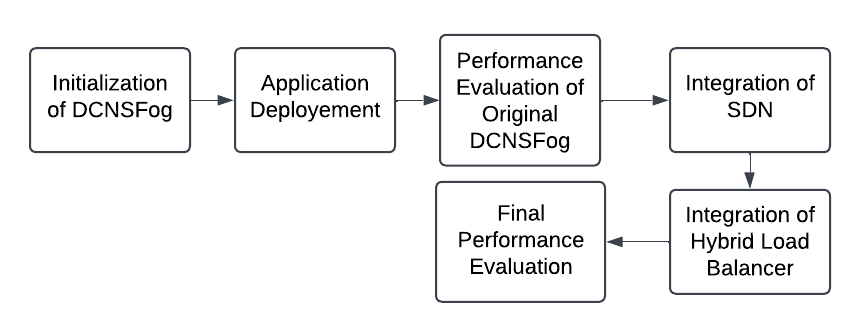 Initialization
of DCNSFog
Application
Deployement
Performance
Evaluation of
Original
DCNSFog
Integration of
SDN
Integration of
Hybrid Load
Balancer
Final
Performance
Evaluation